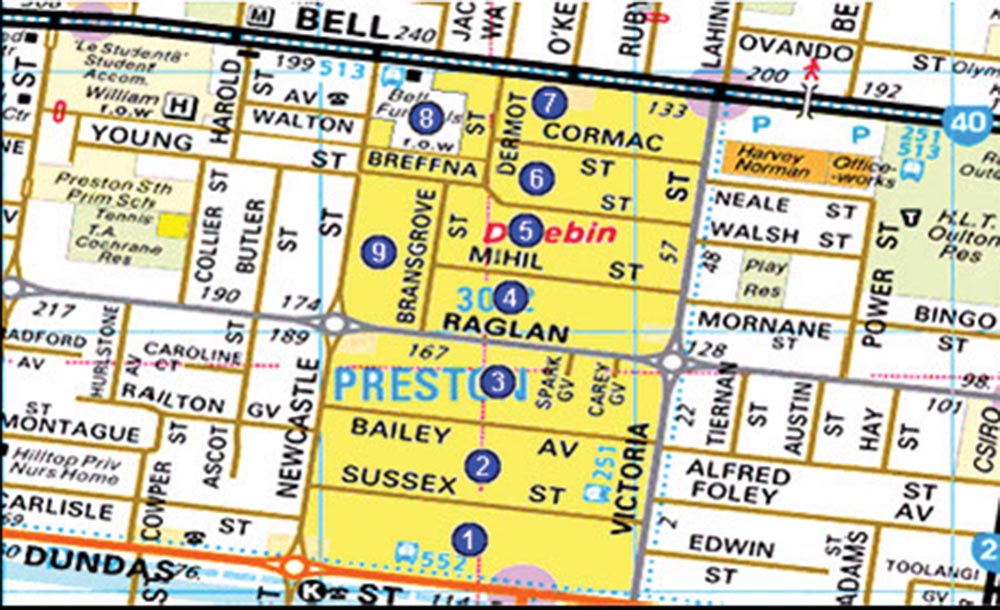 BELL
240
JAC
WA
O'KE
RUBY
LAHIN
BE
OVANDO
200
192
ST
Olym
40
ST
'Le Students'
Student
Accom.
William
r.o.w
H
M
HAROLD
ST
199
513
AV
WALTON
ST
YOUNG
8
r.o.w
ST
BREFFNA
DERMOT
7
133
CORMAC
ST
6
ST
ST
P
P
Harvey
Norman
Office-
works
251
513
NEALE ST
WALSH ST
48
57
Play
Res
POWER ST
H.L.T.
Oulton
Res
Preston Sth
Prim Sch
Tennis
T.A.
Cochrane
Res
COLLIER ST
BUTLER
ST
ST
9
BRANSGROVE
ST
5
MIHIL
ST
4
RAGLAN
190
174
217
189
167
128
MORNANE
ST
BINGO
ST
98
101
CSIRO
HURLSTONE
AV
CAROLINE
CT
ST
AV
RAILTON
GV
PRESTON
3
SPARK
GV
CAREY
GV
22
TIERNAN
ST
AUSTIN
ST
HAY
ST
ST
MONTAGUE
Hilltop Priv
Nurs Home
COWPER
ST
ASCOT
NEWCASTLE
BAILEY
AV
2
SUSSEX
ST
251
VICTORIA
ALFRED
ST
FOLEY
AV
CARLISLE
ST
1
552
2
EDWIN
ST
ST
ADAMS
TOOLANGI
GV
2
DUNDAS
76
K
ST
114
ST